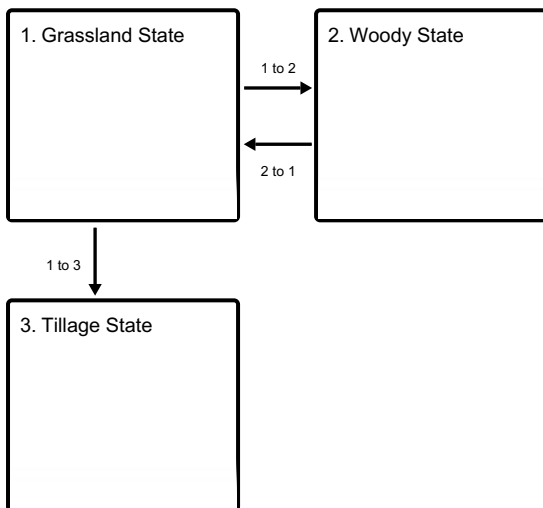 1. Grassland State
2. Woody State
1 to 2
2 to 1
1 to 3
3. Tillage State